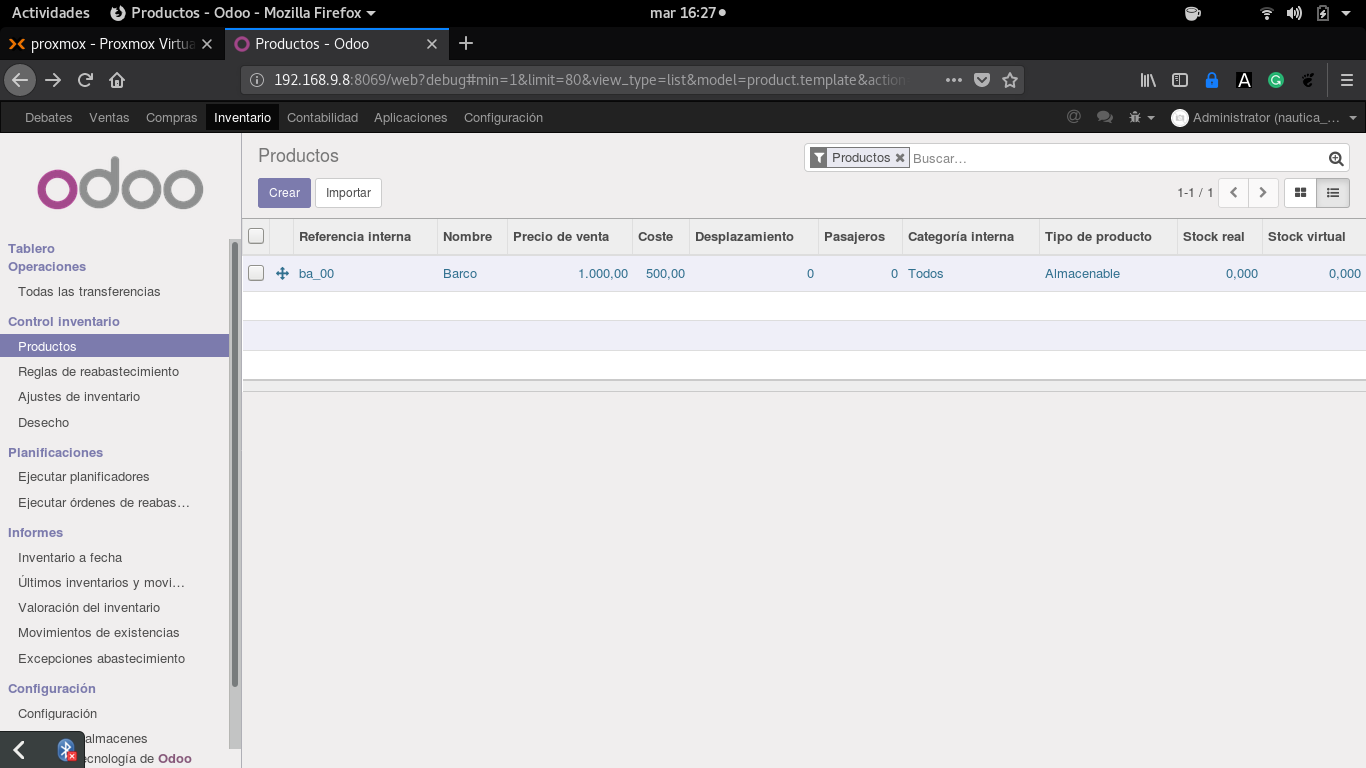 Actividades Productos - Odoo - Mozilla Firefox mar 16:27
proxmox - Proxmox Virtua Productos - Odoo
192.168.9.8:8069/web?debug#min=1&limit=80&view_type=list&model=product.template&action
Debates Ventas Compras Inventario Contabilidad Aplicaciones Configuración @ Administrator (nautica_...
odoo
Tablero
Operaciones
Todas las transferencias
Control inventario
Productos
Reglas de reabastecimiento
Ajustes de inventario
Desecho
Planificaciones
Ejecutar planificadores
Ejecutar órdenes de reabas...
Informes
Inventario a fecha
Últimos inventarios y movi...
Valoración del inventario
Movimientos de existencias
Excepciones abastecimiento
Configuración
Configuración
almacenes
ecnología de Odoo
Productos
Productos Buscar...
Crear Importar 1-1 / 1
Referencia interna Nombre Precio de venta Coste Desplazamiento Pasajeros Categoría interna Tipo de producto Stock real Stock virtual
ba_00 Barco 1.000,00 500,00 0 0 Todos Almacenable 0,000 0,000